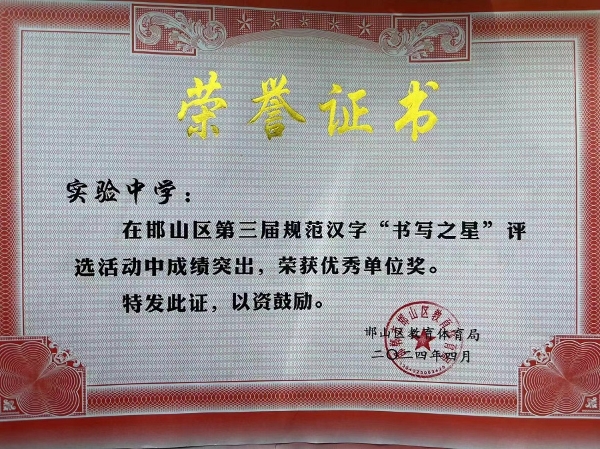 荣誉证书
实验中学：
在邯山区第三届规范汉字“书写之星”评
选活动中成绩突出，荣获优秀单位奖。
特发此证，以资鼓励。
邯山区教育体育局
二〇二四年四月